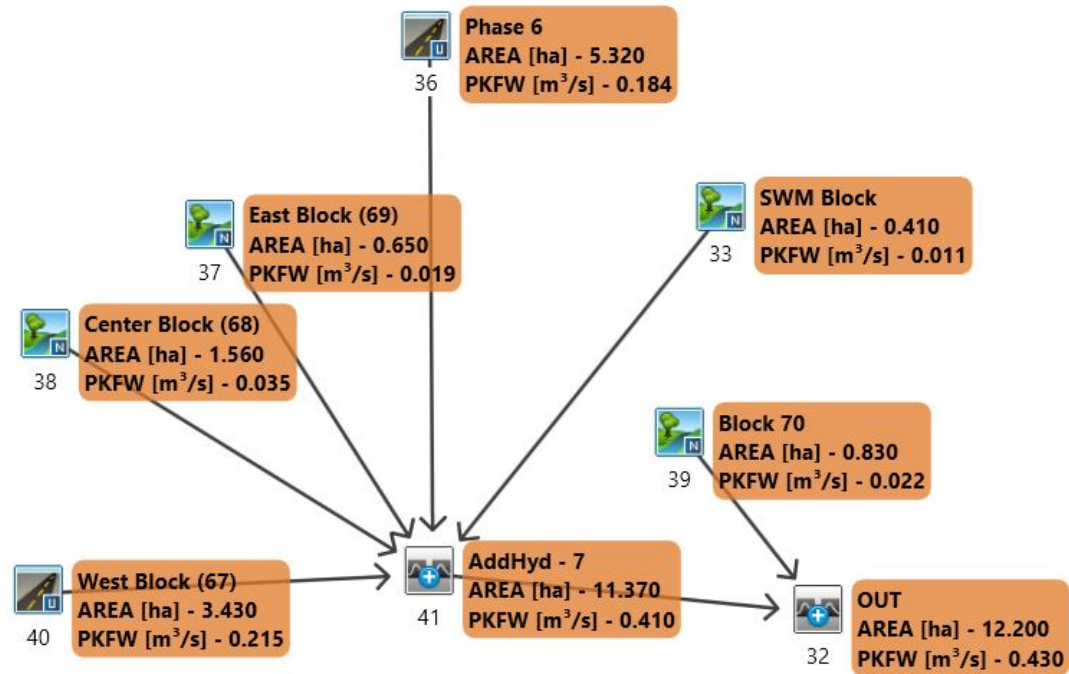 Phase 6
AREA [ha] - 5.320
PKFW [m³/s] - 0.184
36
U
East Block (69)
AREA [ha] - 0.650
PKFW [m³/s] - 0.019
37
N
SWM Block
AREA [ha] - 0.410
PKFW [m³/s] - 0.011
33
N
Center Block (68)
AREA [ha] - 1.560
PKFW [m³/s] - 0.035
38
N
Block 70
AREA [ha] - 0.830
PKFW [m³/s] - 0.022
39
N
West Block (67)
AREA [ha] - 3.430
PKFW [m³/s] - 0.215
40
U
AddHyd - 7
AREA [ha] - 11.370
PKFW [m³/s] - 0.410
41
OUT
AREA [ha] - 12.200
PKFW [m³/s] - 0.430
32